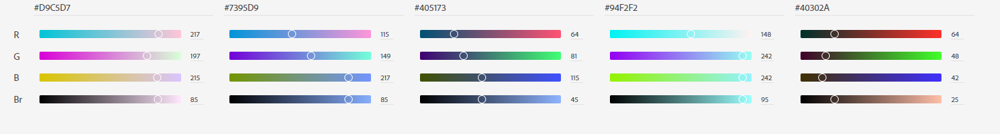 #D9C5D7 #7395D9 #405173 #94F2F2 #40302A
R 217 115 64 148 64
G 197 149 81 242 48
B 215 217 115 242 42
Br 85 85 45 95 25